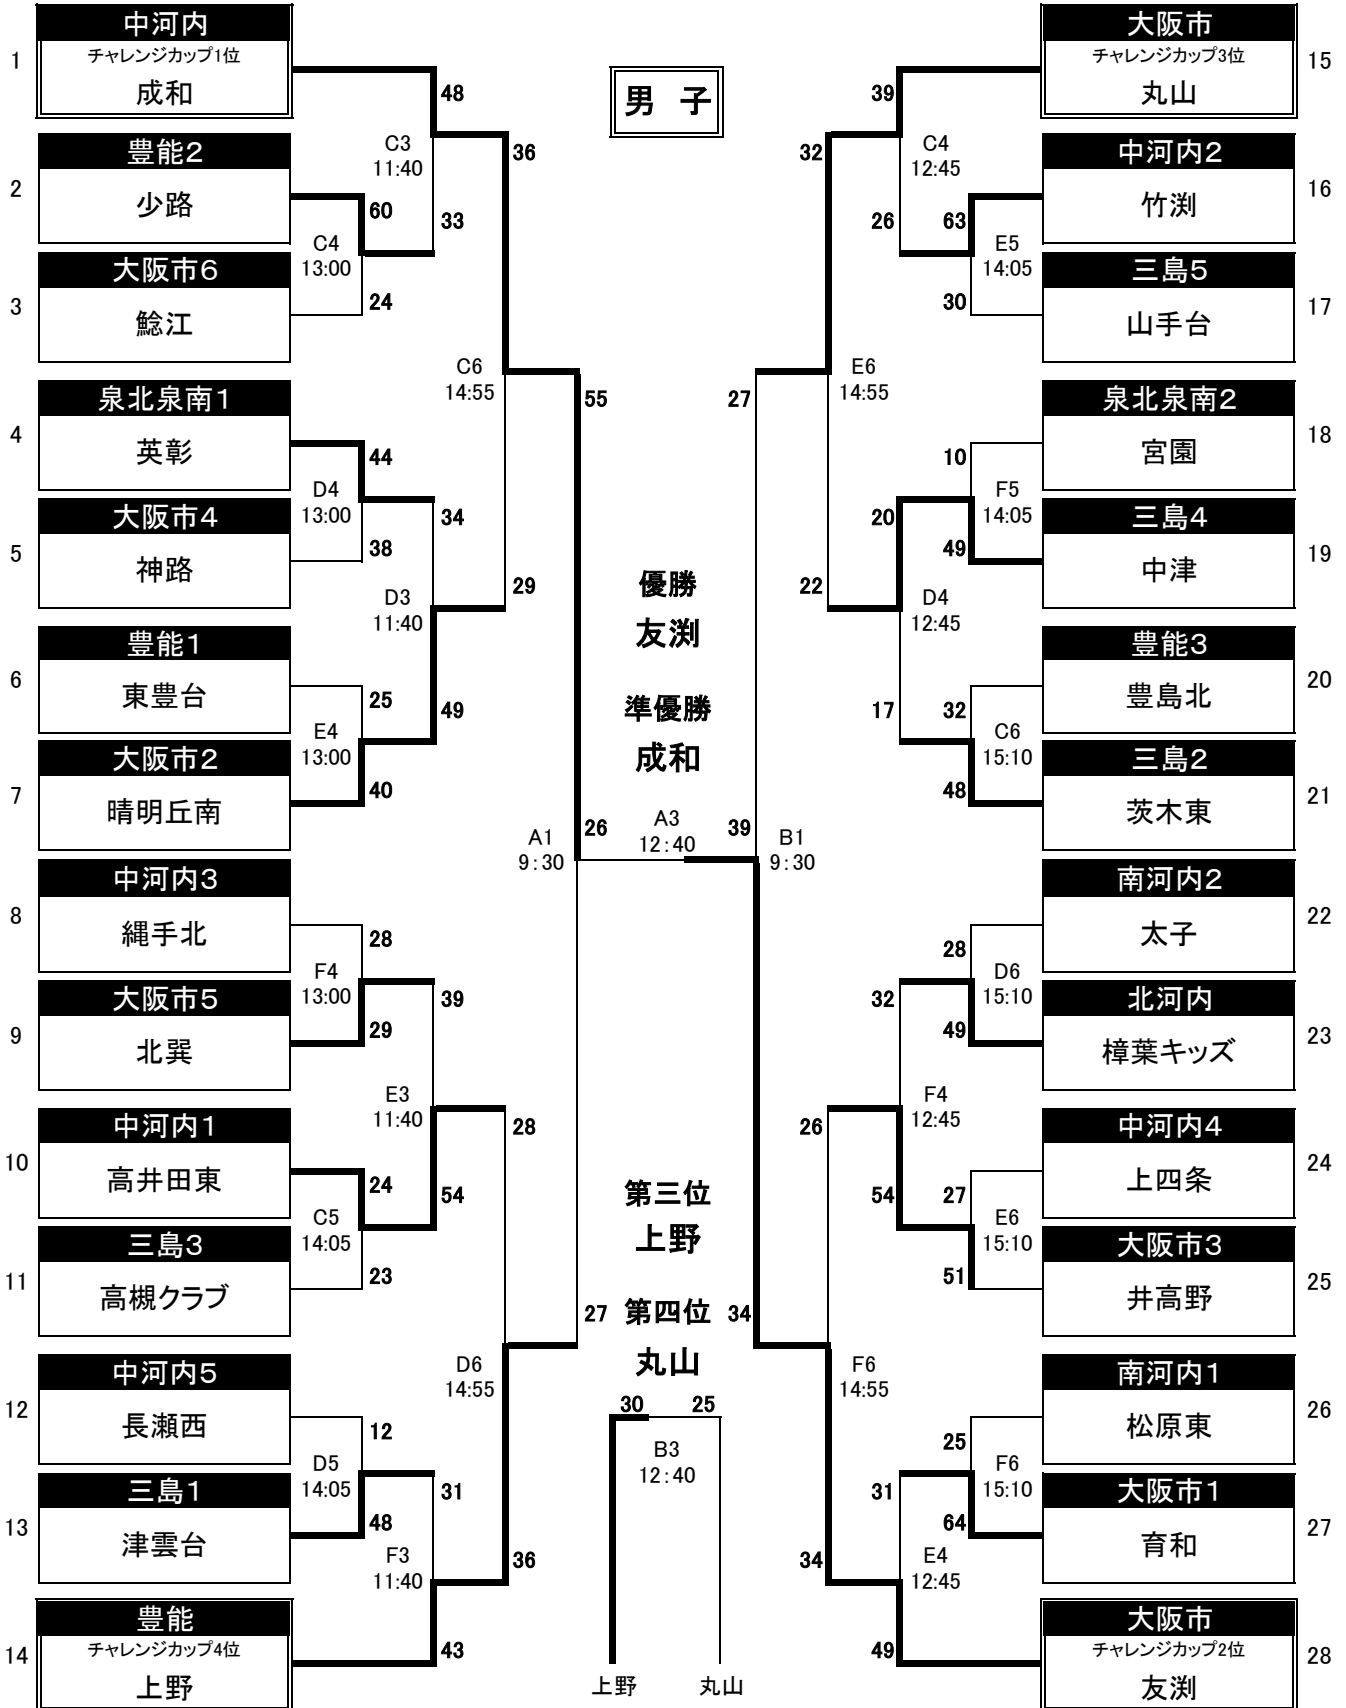 男 子
1
中河内
チャレンジカップ1位
成和
2
豊能2
少路
3
大阪市6
鯰江
4
泉北泉南1
英彰
5
大阪市4
神路
6
豊能1
東豊台
7
大阪市2
晴明丘南
8
中河内3
縄手北
9
大阪市5
北巽
10
中河内1
高井田東
11
三島3
高槻クラブ
12
中河内5
長瀬西
13
三島1
津雲台
14
豊能
チャレンジカップ4位
上野
48
C3
11:40
33
60
C4
13:00
24
36
C6
14:55
29
44
D4
13:00
38
34
D3
11:40
49
25
E4
13:00
40
55
A1
9:30
27
28
F4
13:00
29
39
E3
11:40
54
24
C5
14:05
23
28
D6
14:55
36
12
D5
14:05
48
31
F3
11:40
43
優勝
友渕
準優勝
成和
26
A3
12:40
39
第三位
上野
第四位
丸山
30
25
B3
12:40
上野
丸山
39
C4
12:45
26
63
E5
14:05
30
32
E6
14:55
22
10
F5
14:05
49
20
D4
12:45
17
32
C6
15:10
48
27
B1
9:30
34
28
D6
15:10
49
32
F4
12:45
54
27
E6
15:10
51
26
F6
14:55
34
25
F6
15:10
64
31
E4
12:45
49
大阪市
チャレンジカップ3位
丸山
15
中河内2
竹渕
16
三島5
山手台
17
泉北泉南2
宮園
18
三島4
中津
19
豊能3
豊島北
20
三島2
茨木東
21
南河内2
太子
22
北河内
樟葉キッズ
23
中河内4
上四条
24
大阪市3
井高野
25
南河内1
松原東
26
大阪市1
育和
27
大阪市
チャレンジカップ2位
友渕
28